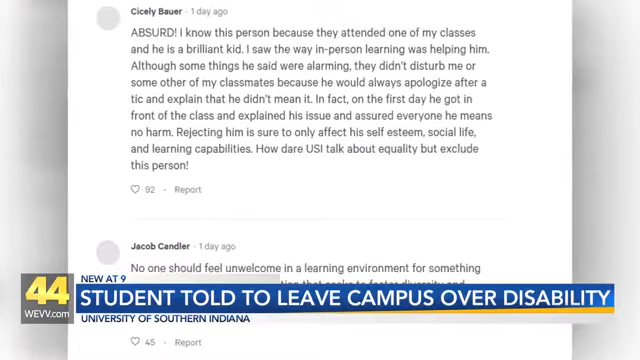 Cicely Bauer · 1 day ago
ABSURD! I know this person because they attended one of my classes
and he is a brilliant kid. I saw the way in-person learning was helping him.
Although some things he said were alarming, they didn't disturb me or
some other of my classmates because he would always apologize after a
tic and explain that he didn't mean it. In fact, on the first day he got in
front of the class and explained his issue and assured everyone he means
no harm. Rejecting him is sure to only affect his self esteem, social life,
and learning capabilities. How dare USI talk about equality but exclude
this person!
92 · Report
Jacob Candler · 1 day ago
No one should feel unwelcome in a learning environment for something
NEW AT 9
44
STUDENT TOLD TO LEAVE CAMPUS OVER DISABILITY
WEVV.com
UNIVERSITY OF SOUTHERN INDIANA
45 · Report